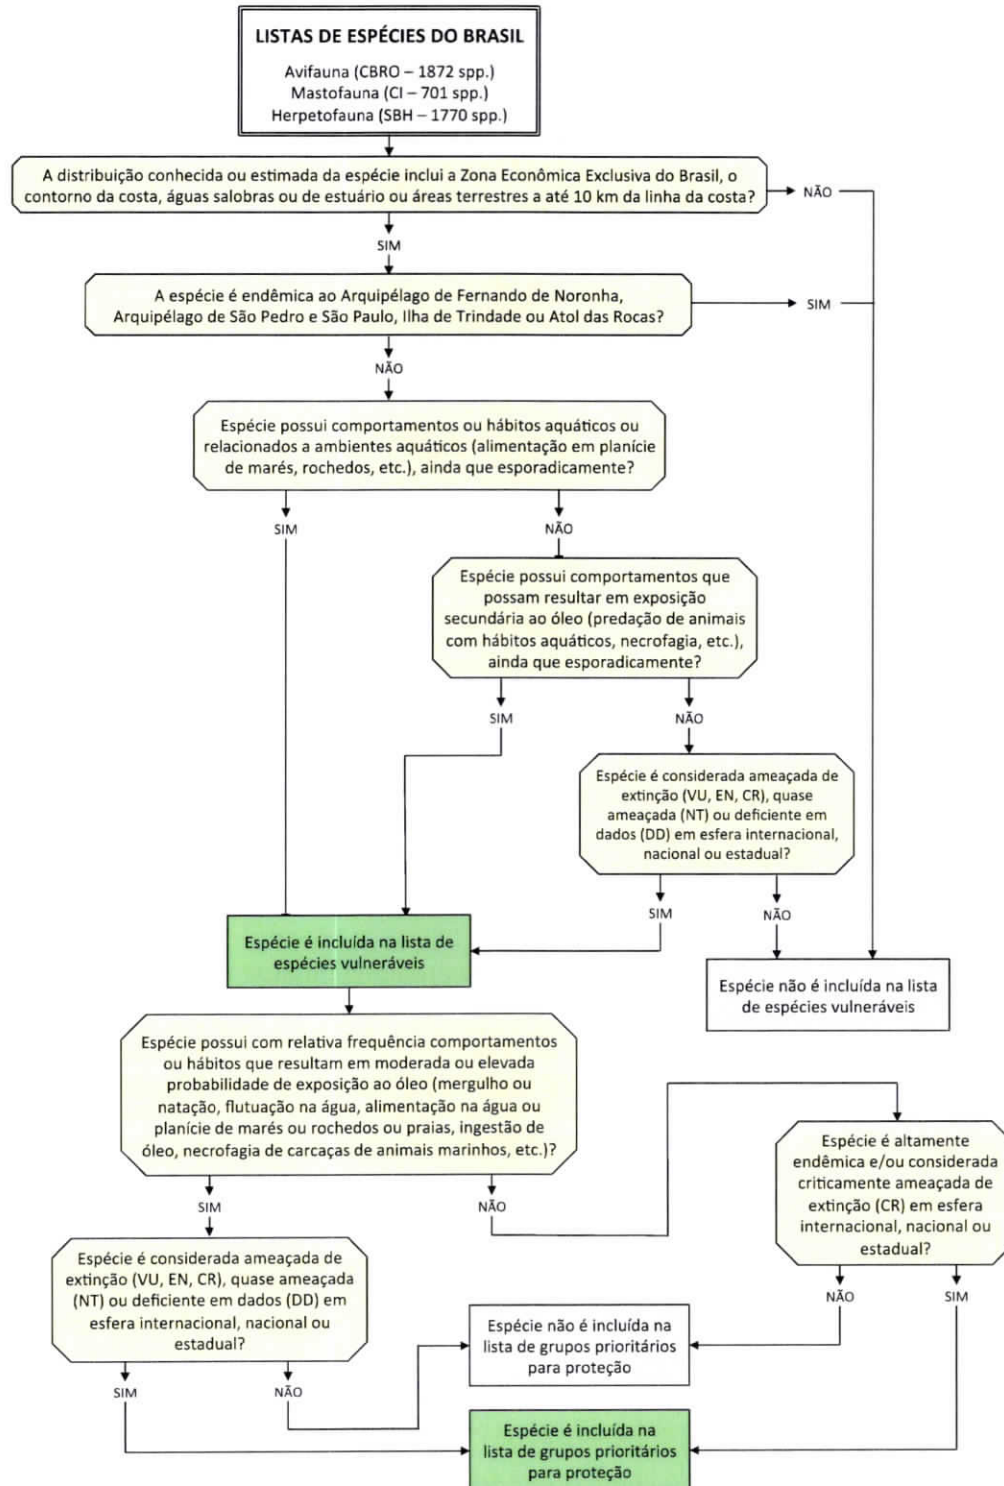 LISTAS DE ESPÉCIES DO BRASIL
Avifauna (CBRO – 1872 spp.)
Mastofauna (CI – 701 spp.)
Herpetofauna (SBH – 1770 spp.)
A distribuição conhecida ou estimada da espécie inclui a Zona Econômica Exclusiva do Brasil, o
contorno da costa, águas salobras ou de estuário ou áreas terrestres a até 10 km da linha da costa?
NÃO
SIM
A espécie é endêmica ao Arquipélago de Fernando de Noronha,
Arquipélago de São Pedro e São Paulo, Ilha de Trindade ou Atol das Rocas?
SIM
NÃO
Espécie possui comportamentos ou hábitos aquáticos ou
relacionados a ambientes aquáticos (alimentação em planície
de marés, rochedos, etc.), ainda que esporadicamente?
SIM
NÃO
Espécie possui comportamentos que
possam resultar em exposição
secundária ao óleo (predação de animais
com hábitos aquáticos, necrofagia, etc.),
ainda que esporadicamente?
SIM
NÃO
Espécie é considerada ameaçada de
extinção (VU, EN, CR), quase
ameaçada (NT) ou deficiente em
dados (DD) em esfera internacional,
nacional ou estadual?
SIM
NÃO
Espécie é incluída na lista de
espécies vulneráveis
Espécie não é incluída na lista
de espécies vulneráveis
Espécie possui com relativa frequência comportamentos
ou hábitos que resultam em moderada ou elevada
probabilidade de exposição ao óleo (mergulho ou
natação, flutuação na água, alimentação na água ou
planície de marés ou rochedos ou praias, ingestão de
óleo, necrofagia de carcaças de animais marinhos, etc.)?
SIM
NÃO
Espécie é altamente
endêmica e/ou considerada
criticamente ameaçada de
extinção (CR) em esfera
internacional, nacional ou
estadual?
NÃO
SIM
Espécie é considerada ameaçada de
extinção (VU, EN, CR), quase ameaçada
(NT) ou deficiente em dados (DD) em
esfera internacional, nacional ou
estadual?
SIM
NÃO
Espécie não é incluída na
lista de grupos prioritários
para proteção
Espécie é incluída na
lista de grupos prioritários
para proteção